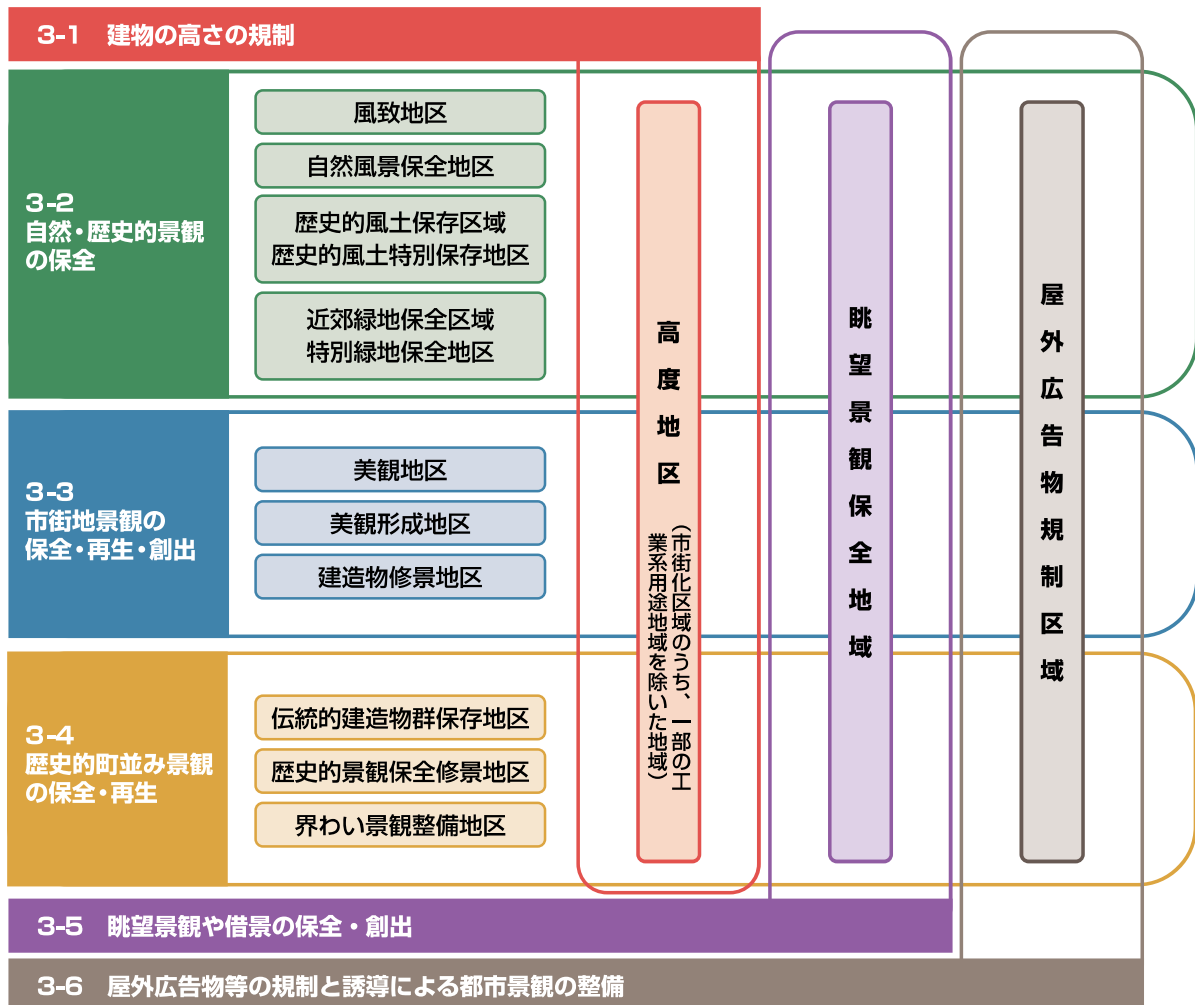 3-1 建物の高さの規制
3-2
自然・歴史的景観
の保全
風致地区
自然風景保全地区
歴史的風土保存区域
歴史的風土特別保存地区
近郊緑地保全区域
特別緑地保全地区
3-3
市街地景観の
保全・再生・創出
美観地区
美観形成地区
建造物修景地区
3-4
歴史的町並み景観
の保全・再生
伝統的建造物群保存地区
歴史的景観保全修景地区
界わい景観整備地区
高度地区
(市街化区域のうち、一部の工
業系用途地域を除いた地域)
眺望景観保全地域
屋外広告物規制区域
3-5 眺望景観や借景の保全・創出
3-6 屋外広告物等の規制と誘導による都市景観の整備